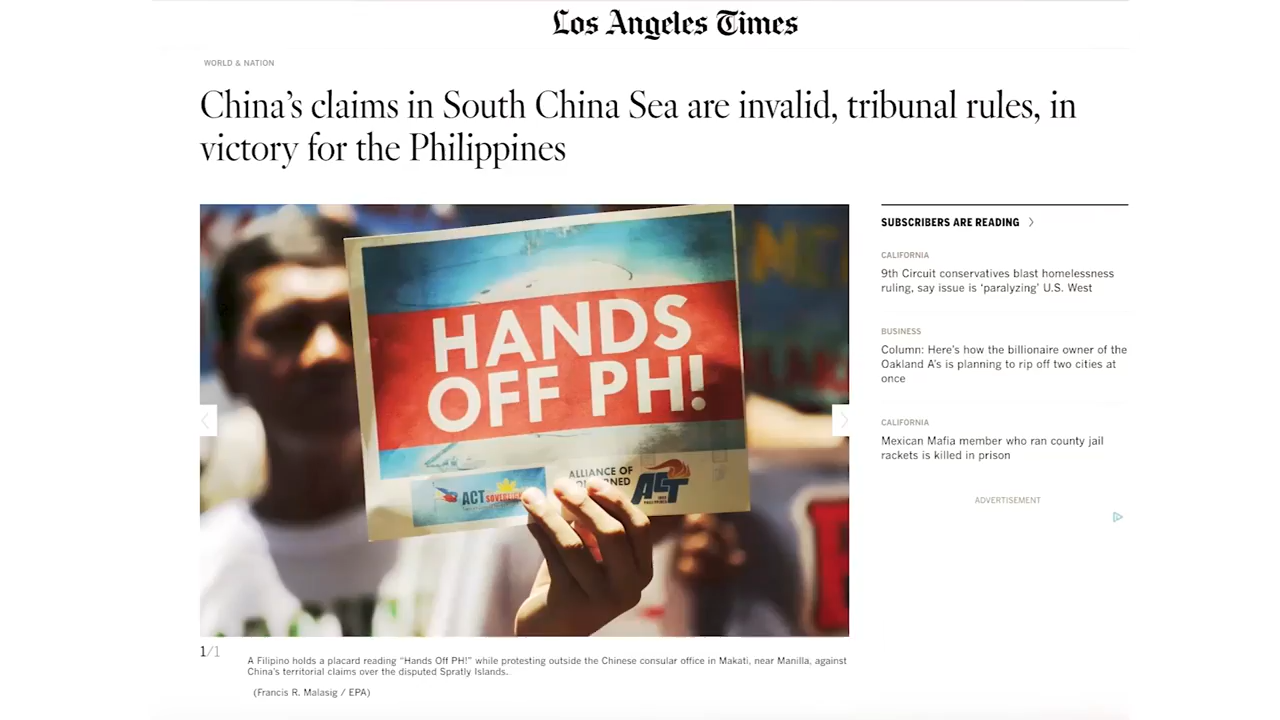 Los Angeles Times
WORLD & NATION
China’s claims in South China Sea are invalid, tribunal rules, in
victory for the Philippines
HANDS
OFF PH!
ACT
ALLIANCE OF
ACT
1/1
A Filipino holds a placard reading “Hands Off PH!” while protesting outside the Chinese consular office in Makati, near Manilla, against
China’s territorial claims over the disputed Spratly Islands.
(Francis R. Malasig / EPA)
SUBSCRIBERS ARE READING
CALIFORNIA
9th Circuit conservatives blast homelessness
ruling, say issue is ‘paralyzing’ U.S. West
BUSINESS
Column: Here’s how the billionaire owner of the
Oakland A’s is planning to rip off two cities at
once
CALIFORNIA
Mexican Mafia member who ran county jail
rackets is killed in prison
ADVERTISEMENT